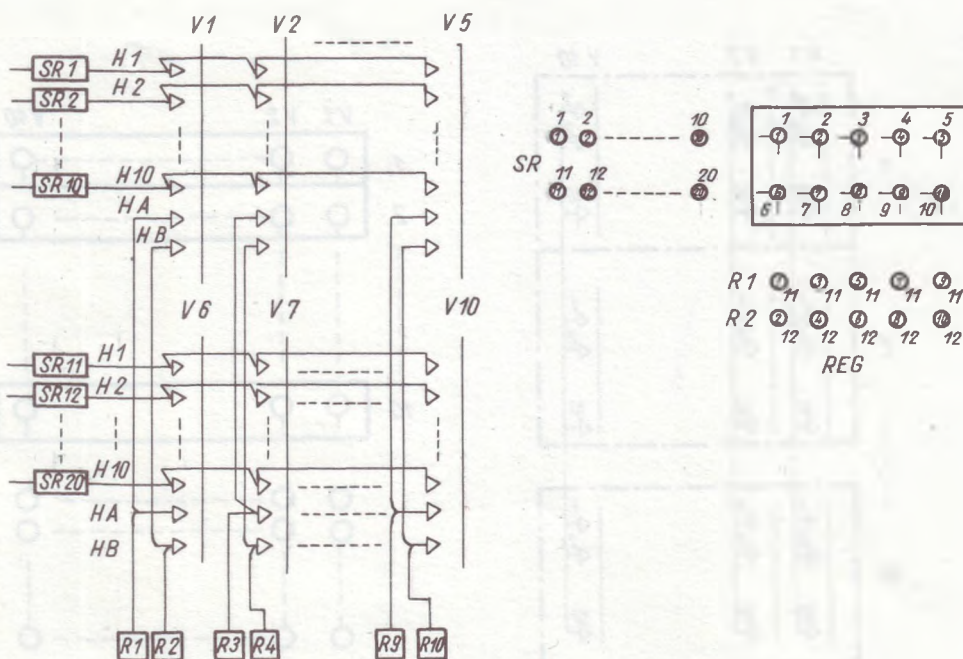 V1 V2 V5
SR1 H1
SR2 H2
SR10 H10
HA
HB
V6 V7 V10
SR11 H1
SR12 H2
SR20 H10
HA
HB
R1 R2 R3 R4 R9 R10
1 2 10
SR
11 12 20
1 2 3 4 5
6 7 8 9 10
R1 11 11 11 11 11
R2 12 12 12 12 12
REG